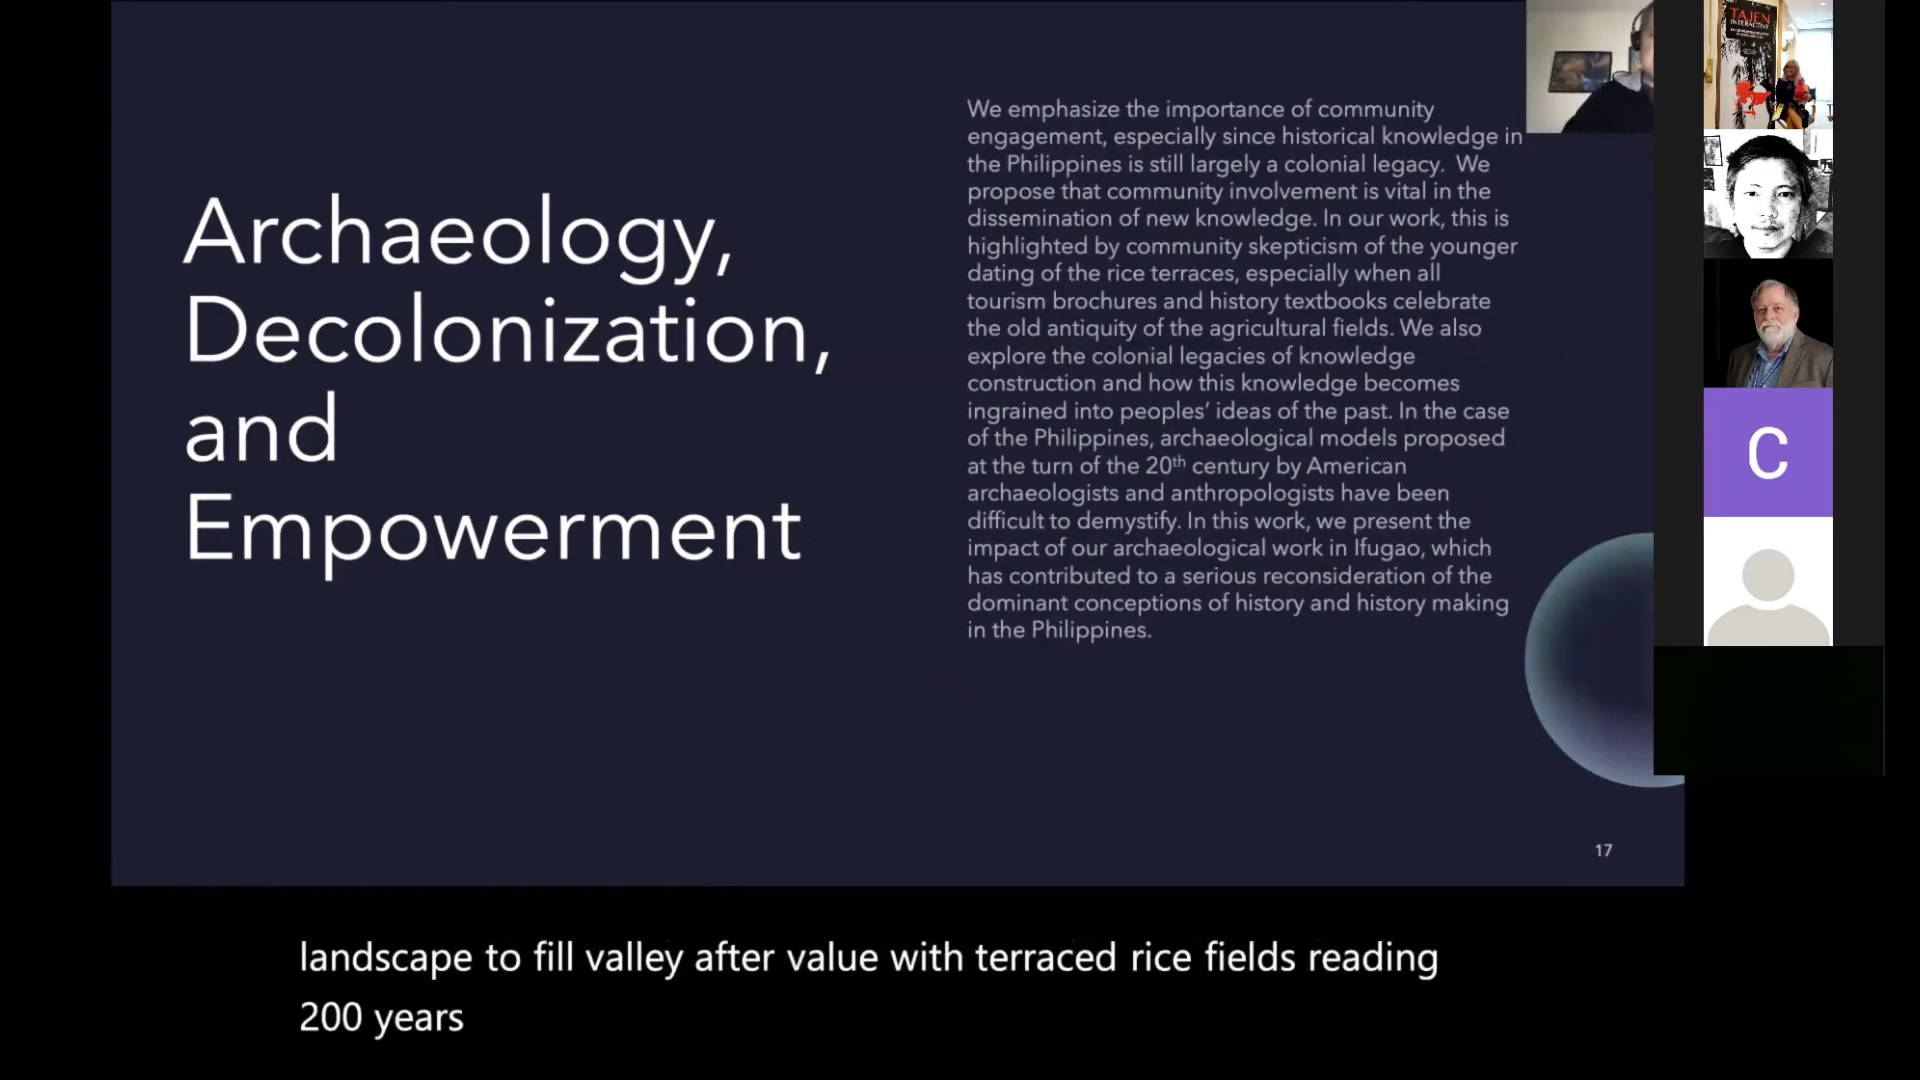 Archaeology,
Decolonization,
and
Empowerment
We emphasize the importance of community
engagement, especially since historical knowledge in
the Philippines is still largely a colonial legacy.  We
propose that community involvement is vital in the
dissemination of new knowledge. In our work, this is
highlighted by community skepticism of the younger
dating of the rice terraces, especially when all
tourism brochures and history textbooks celebrate
the old antiquity of the agricultural fields. We also
explore the colonial legacies of knowledge
construction and how this knowledge becomes
ingrained into peoples’ ideas of the past. In the case
of the Philippines, archaeological models proposed
at the turn of the 20th century by American
archaeologists and anthropologists have been
difficult to demystify. In this work, we present the
impact of our archaeological work in Ifugao, which
has contributed to a serious reconsideration of the
dominant conceptions of history and history making
in the Philippines.
17
TAJEN
INTERACTIVE
C
landscape to fill valley after value with terraced rice fields reading
200 years